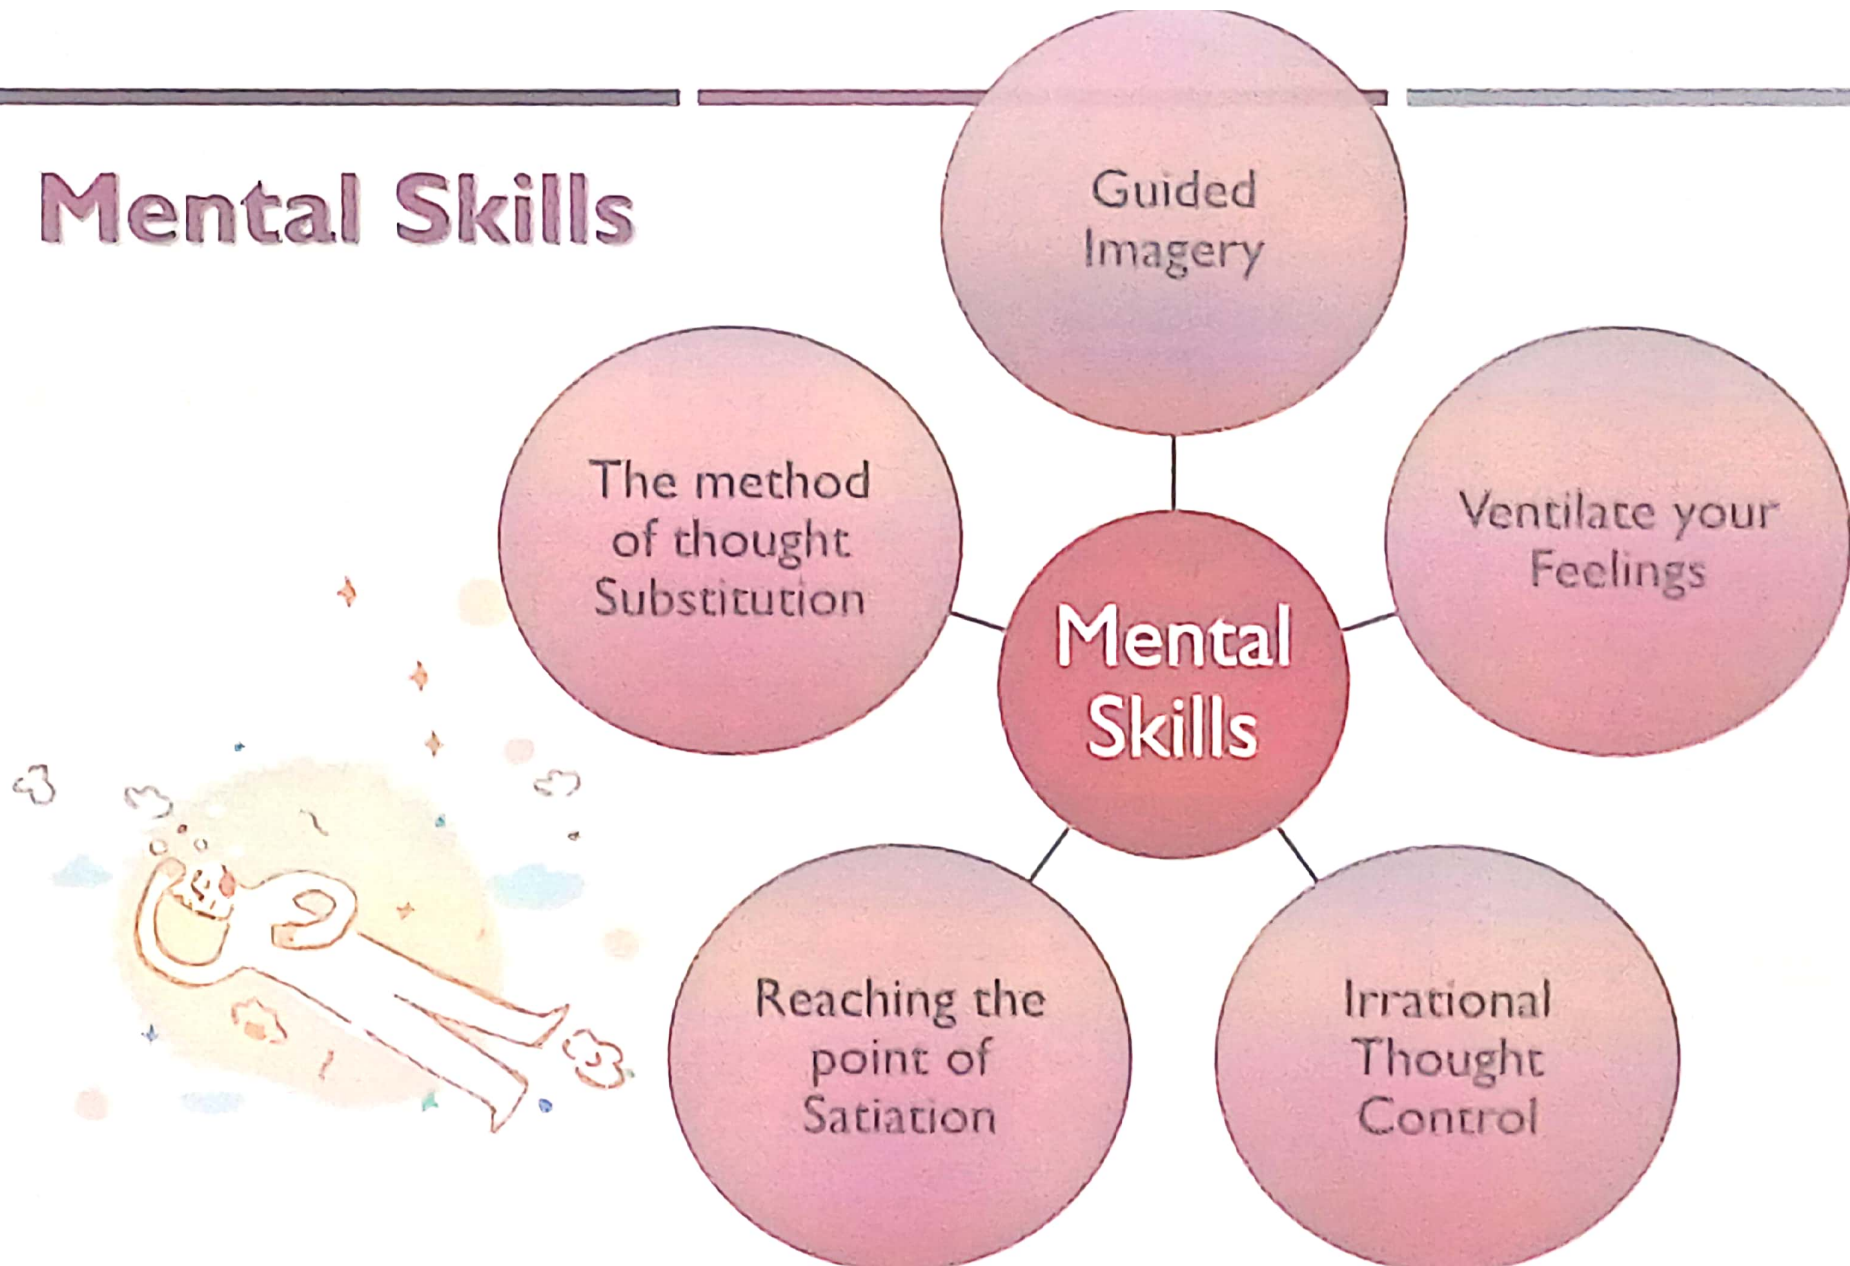 Mental Skills
Guided
Imagery
The method
of thought
Substitution
Ventilate your
Feelings
Mental
Skills
Reaching the
point of
Satiation
Irrational
Thought
Control